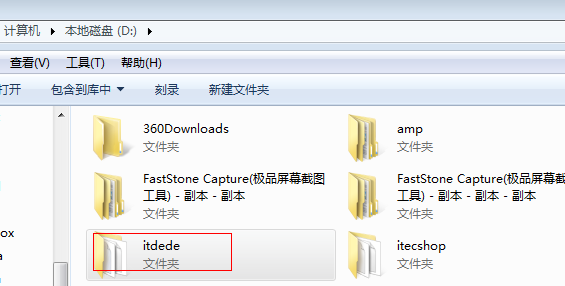 计算机 本地磁盘 (D:)
查看(V) 工具(T) 帮助(H)
打开 包含到库中 刻录 新建文件夹
360Downloads
文件夹
amp
文件夹
FastStone Capture(极品屏幕截图
工具) - 副本 - 副本
文件夹
FastStone Capture(极品屏幕截图
工具) - 副本 - 副本
文件夹
itdede
文件夹
itecshop
文件夹
ox
a